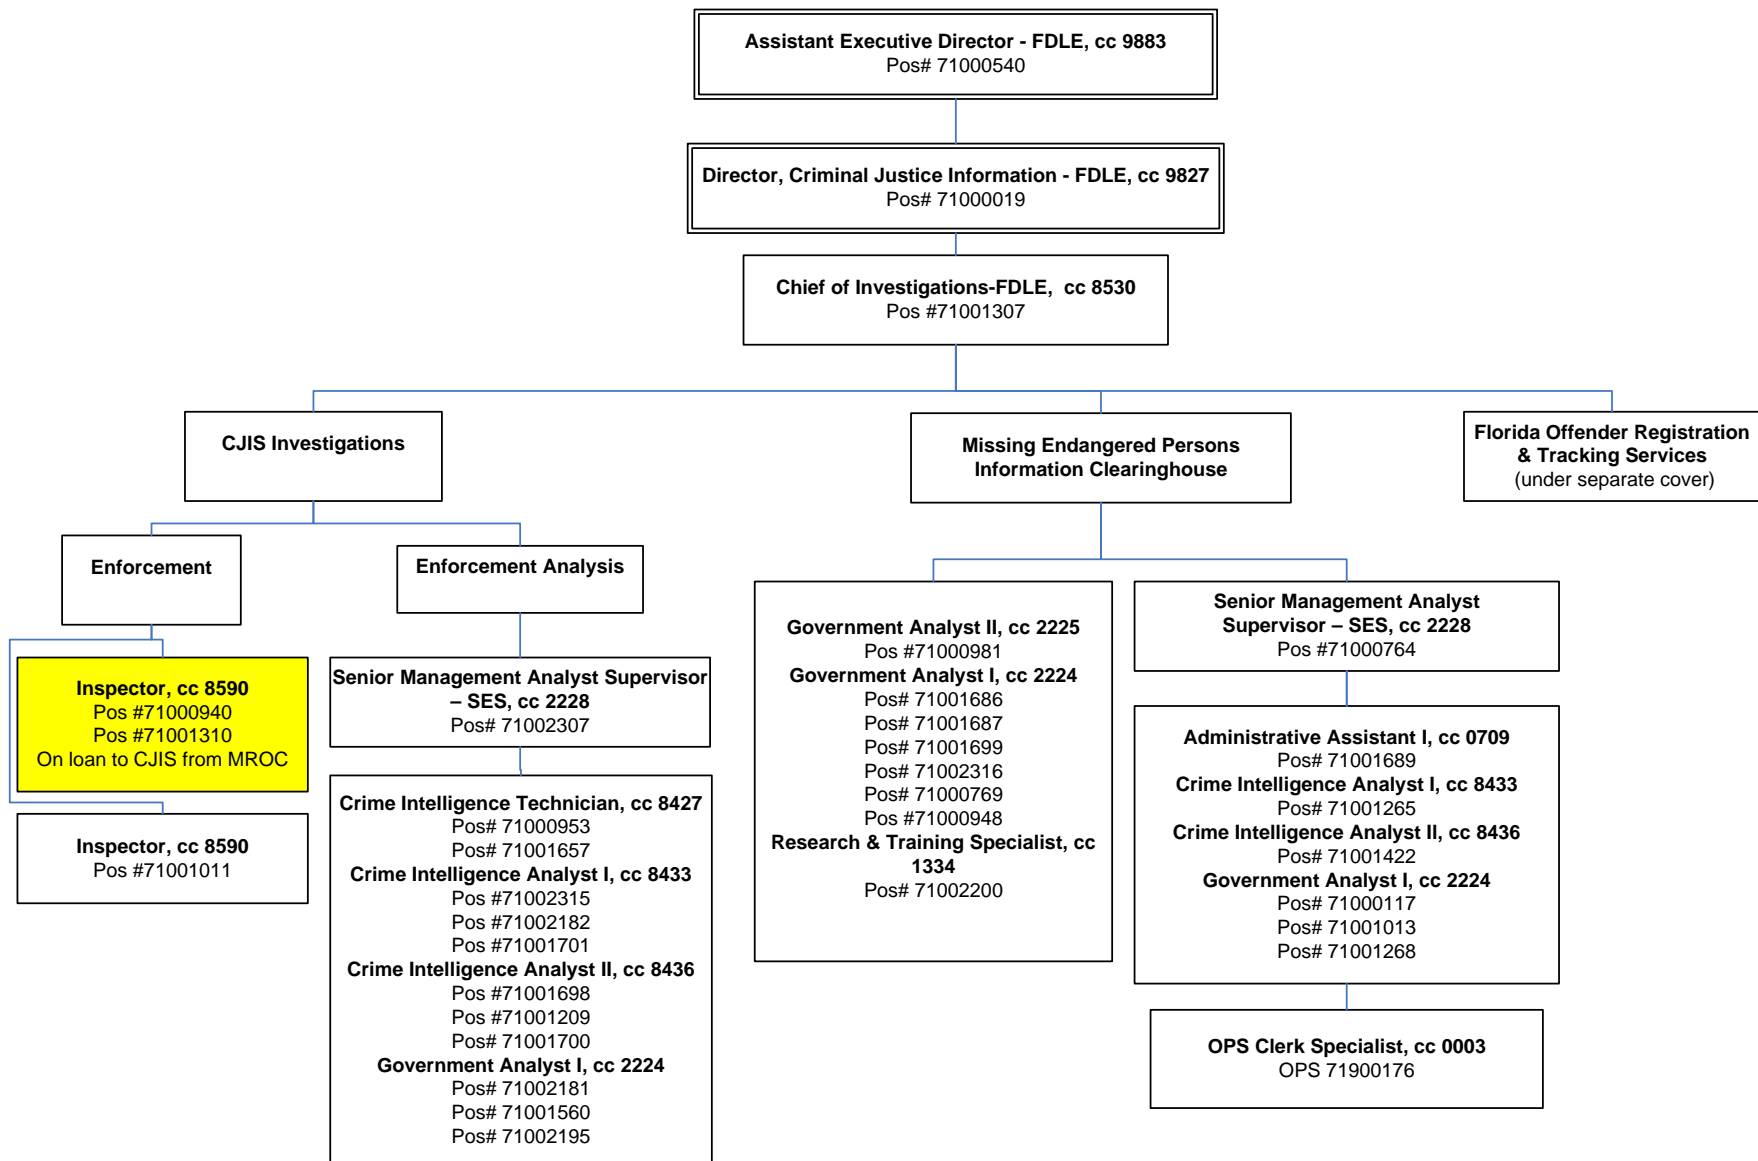 Assistant Executive Director - FDLE, cc 9883
Pos# 71000540
Director, Criminal Justice Information - FDLE, cc 9827
Pos# 71000019
Chief of Investigations-FDLE,  cc 8530
Pos #71001307
CJIS Investigations
Missing Endangered Persons
Information Clearinghouse
Florida Offender Registration
& Tracking Services
(under separate cover)
Enforcement
Enforcement Analysis
Inspector, cc 8590
Pos #71000940
Pos #71001310
On loan to CJIS from MROC
Inspector, cc 8590
Pos #71001011
Senior Management Analyst Supervisor
– SES, cc 2228
Pos# 71002307
Crime Intelligence Technician, cc 8427
Pos# 71000953
Pos #71001657
Crime Intelligence Analyst I, cc 8433
Pos #71002315
Pos #71002182
Pos #71001701
Crime Intelligence Analyst II, cc 8436
Pos #71001698
Pos #71001209
Pos# 71001700
Government Analyst I, cc 2224
Pos# 71002181
Pos #71001560
Pos# 71002195
Government Analyst II, cc 2225
Pos #71000981
Government Analyst I, cc 2224
Pos# 71001686
Pos# 71001687
Pos #71001699
Pos# 71002316
Pos# 71000769
Pos #71000948
Research & Training Specialist, cc
1334
Pos# 71002200
Senior Management Analyst
Supervisor – SES, cc 2228
Pos #71000764
Administrative Assistant I, cc 0709
Pos# 71001689
Crime Intelligence Analyst I, cc 8433
Pos #71001265
Crime Intelligence Analyst II, cc 8436
Pos# 71001422
Government Analyst I, cc 2224
Pos# 71000117
Pos# 71001013
Pos# 71001268
OPS Clerk Specialist, cc 0003
OPS 71900176